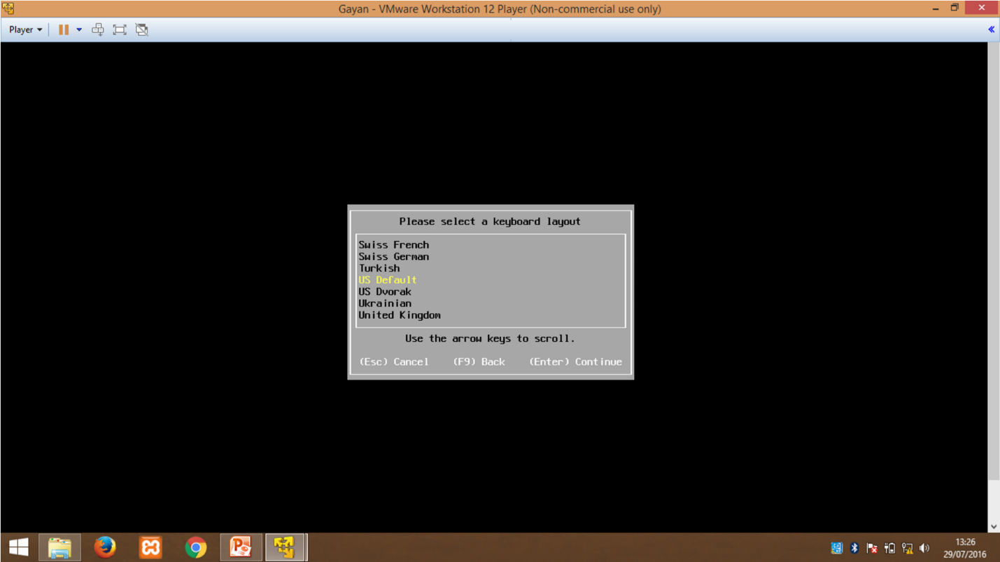 Gayan - VMware Workstation 12 Player (Non-commercial use only)
Player
Please select a keyboard layout
Swiss French
Swiss German
Turkish
US Default
US Dvorak
Ukrainian
United Kingdom
Use the arrow keys to scroll.
(Esc) Cancel (F9) Back (Enter) Continue
13:26
29/07/2016